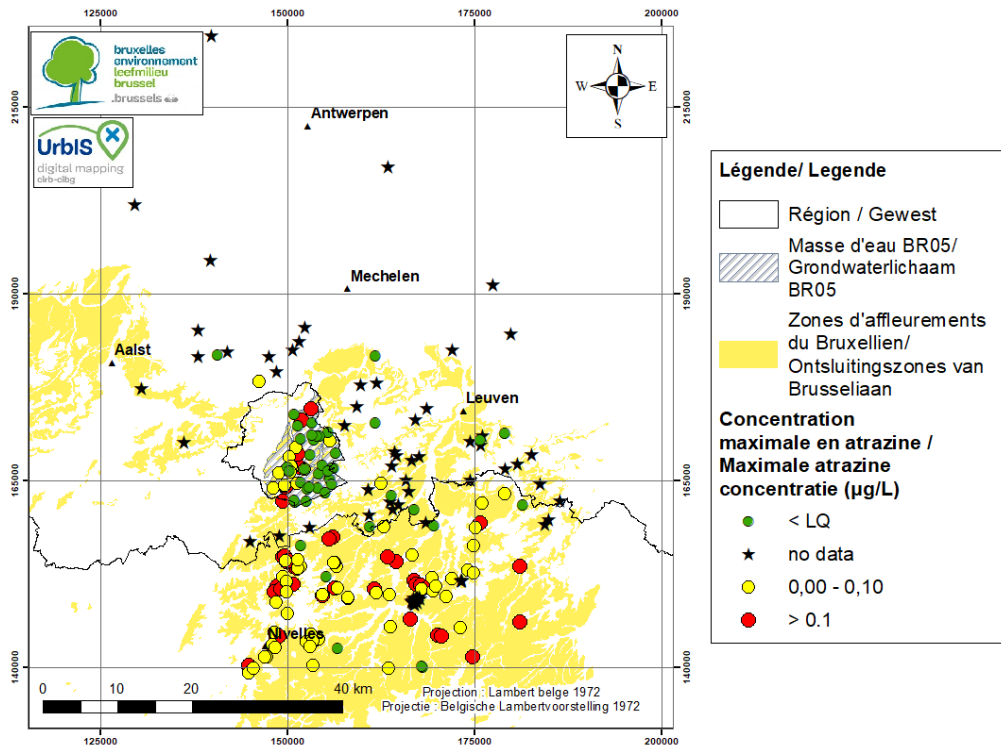 125000 150000 175000 200000
bruxelles
environnement
leefmilieu
brussel
.brussels
UrbIS
digital mapping
cirb-cibg
N
W E
S
215000 215000
Antwerpen
190000 190000
Mechelen
Aalst
Leuven
165000 165000
Nivelles
140000 140000
0 10 20 40 km
Projection : Lambert belge 1972
Projectie : Belgische Lambertvoorstelling 1972
125000 150000 175000 200000
Légende/ Legende
Région / Gewest
Masse d'eau BR05/
Grondwaterlichaam
BR05
Zones d'affleurements
du Bruxellien/
Ontsluitingszones van
Brusseliaan
Concentration
maximale en atrazine /
Maximale atrazine
concentratie (µg/L)
< LQ
no data
0,00 - 0,10
> 0.1